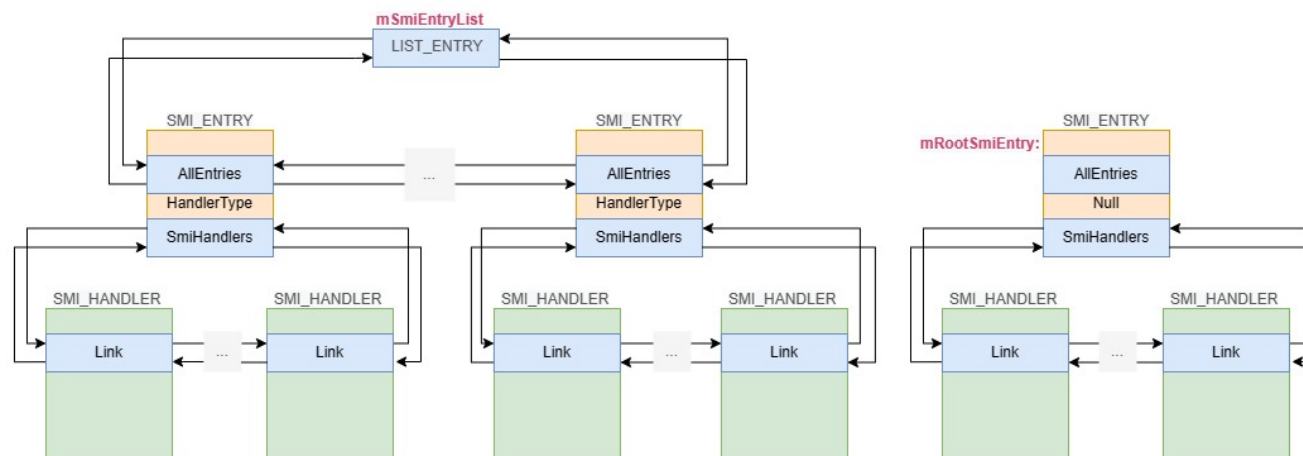 mSmiEntryList
LIST_ENTRY
SMI_ENTRY
SMI_ENTRY
SMI_ENTRY
mRootSmiEntry:
AllEntries
...
AllEntries
AllEntries
HandlerType
HandlerType
Null
SmiHandlers
SmiHandlers
SmiHandlers
SMI_HANDLER
SMI_HANDLER
SMI_HANDLER
SMI_HANDLER
SMI_HANDLER
SMI_HANDLER
Link
...
Link
Link
...
Link
Link
...
Link